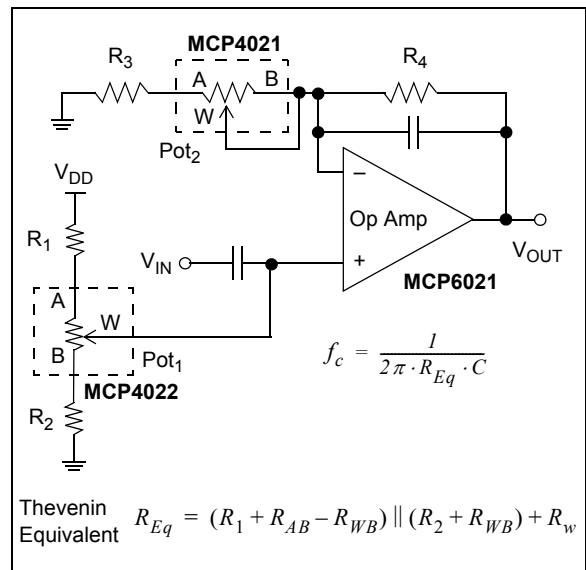 MCP4021
R3
A
B
R4
W
Pot2
VDD
−
Op Amp
R1
VIN
+
VOUT
MCP6021
A
W
B
Pot1
MCP4022
fc = 1 / (2π · REq · C)
R2
Thevenin
Equivalent REq = (R1 + RAB – RWB) || (R2 + RWB) + Rw